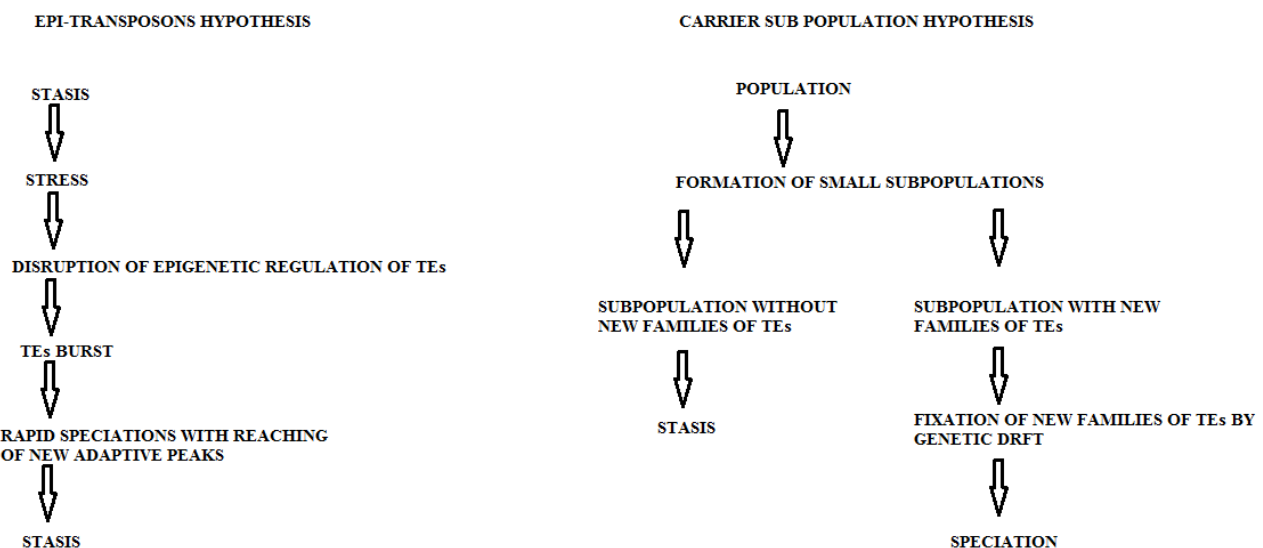 EPI-TRANSPOSONS HYPOTHESIS
STASIS
STRESS
DISRUPTION OF EPIGENETIC REGULATION OF TEs
TEs BURST
RAPID SPECIATIONS WITH REACHING
OF NEW ADAPTIVE PEAKS
STASIS
CARRIER SUB POPULATION HYPOTHESIS
POPULATION
FORMATION OF SMALL SUBPOPULATIONS
SUBPOPULATION WITHOUT
NEW FAMILIES OF TEs
STASIS
SUBPOPULATION WITH NEW
FAMILIES OF TEs
FIXATION OF NEW FAMILIES OF TEs BY
GENETIC DRFT
SPECIATION